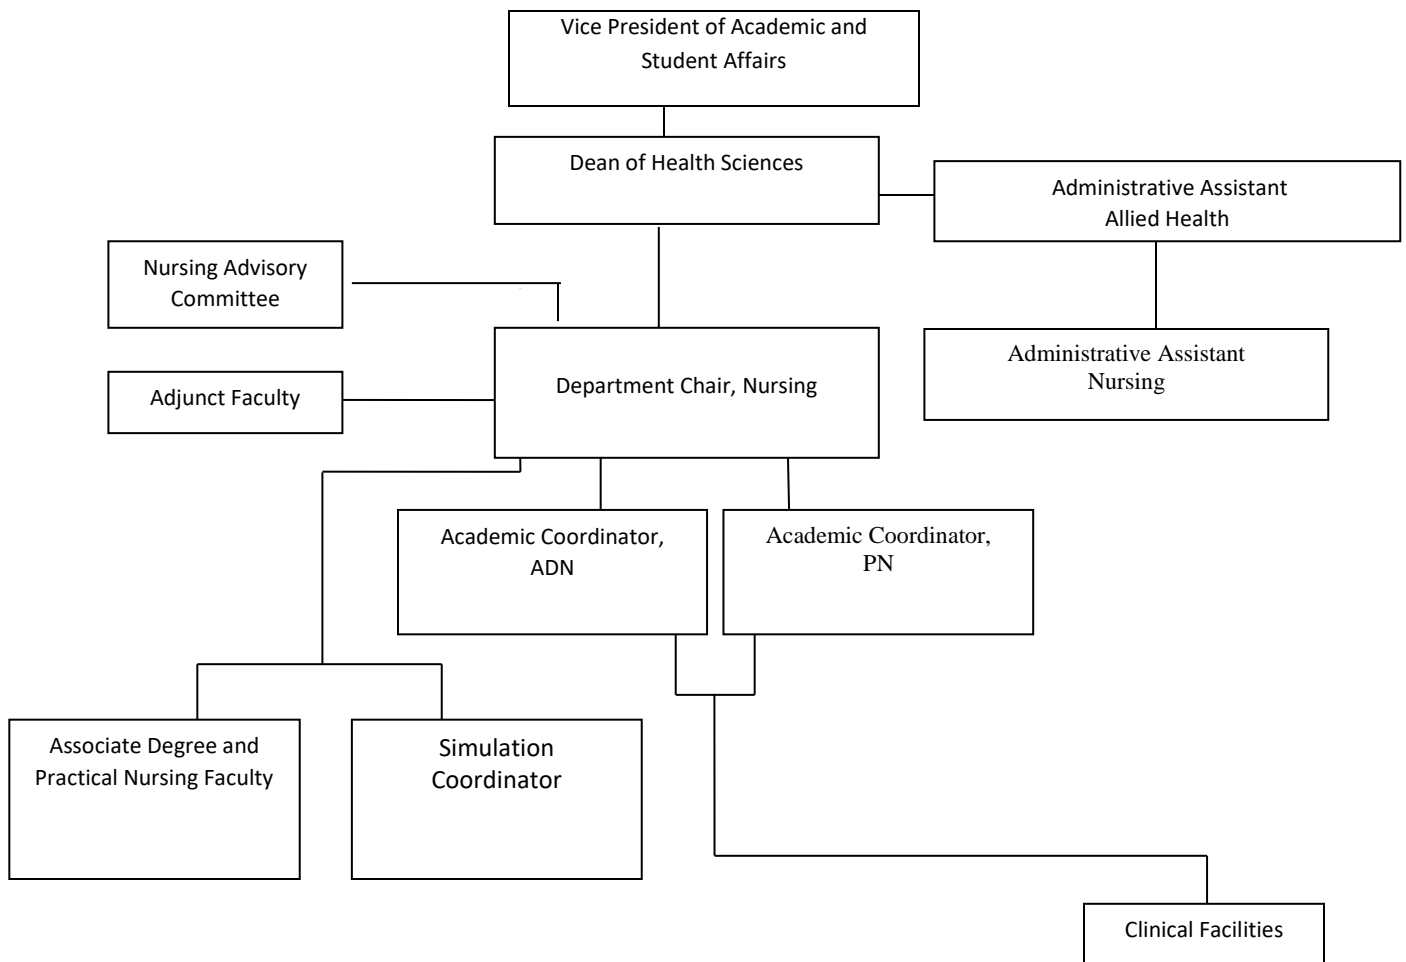 Vice President of Academic and
Student Affairs
Dean of Health Sciences
Administrative Assistant
Allied Health
Nursing Advisory
Committee
Administrative Assistant
Nursing
Department Chair, Nursing
Adjunct Faculty
Academic Coordinator,
ADN
Academic Coordinator,
PN
Associate Degree and
Practical Nursing Faculty
Simulation
Coordinator
Clinical Facilities